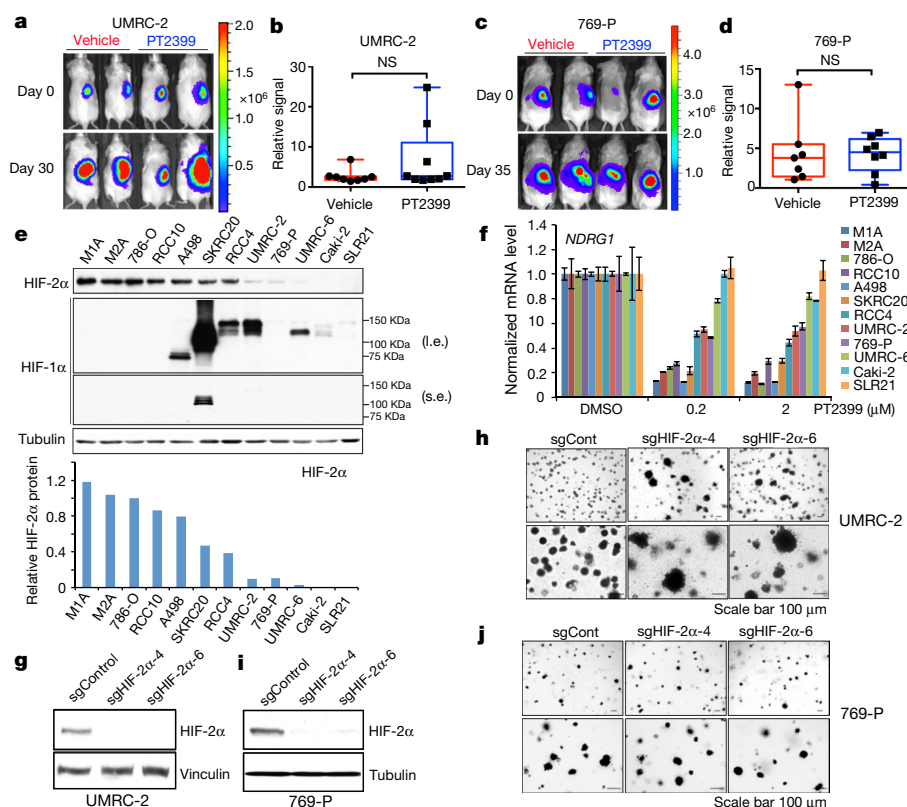 a
UMRC-2
Vehicle PT2399
Day 0
Day 30
2.0
1.5
×10⁶
1.0
0.5
b
UMRC-2
NS
Relative signal
30
20
10
0
Vehicle PT2399
c
769-P
Vehicle PT2399
Day 0
Day 35
4.0
3.0
×10⁶
2.0
1.0
d
769-P
NS
Relative signal
15
10
5
0
Vehicle PT2399
e
M1A M2A 786-O RCC10 A498 SKRC20 RCC4 UMRC-2 769-P UMRC-6 Caki-2 SLR21
HIF-2α
HIF-1α
150 KDa
100 KDa
75 KDa
(l.e.)
150 KDa
100 KDa
75 KDa
(s.e.)
Tubulin
HIF-2α
Relative HIF-2α protein
1.2
0.8
0.4
0
M1A M2A 786-O RCC10 A498 SKRC20 RCC4 UMRC-2 769-P UMRC-6 Caki-2 SLR21
f
NDRG1
Normalized mRNA level
1.4
1.2
1.0
0.8
0.6
0.4
0.2
0
DMSO 0.2 2 PT2399 (μM)
M1A
M2A
786-O
RCC10
A498
SKRC20
RCC4
UMRC-2
769-P
UMRC-6
Caki-2
SLR21
g
sgControl sgHIF-2α-4 sgHIF-2α-6
HIF-2α
Vinculin
UMRC-2
i
sgControl sgHIF-2α-4 sgHIF-2α-6
HIF-2α
Tubulin
769-P
h
sgCont sgHIF-2α-4 sgHIF-2α-6
UMRC-2
Scale bar 100 μm
j
sgCont sgHIF-2α-4 sgHIF-2α-6
769-P
Scale bar 100 μm